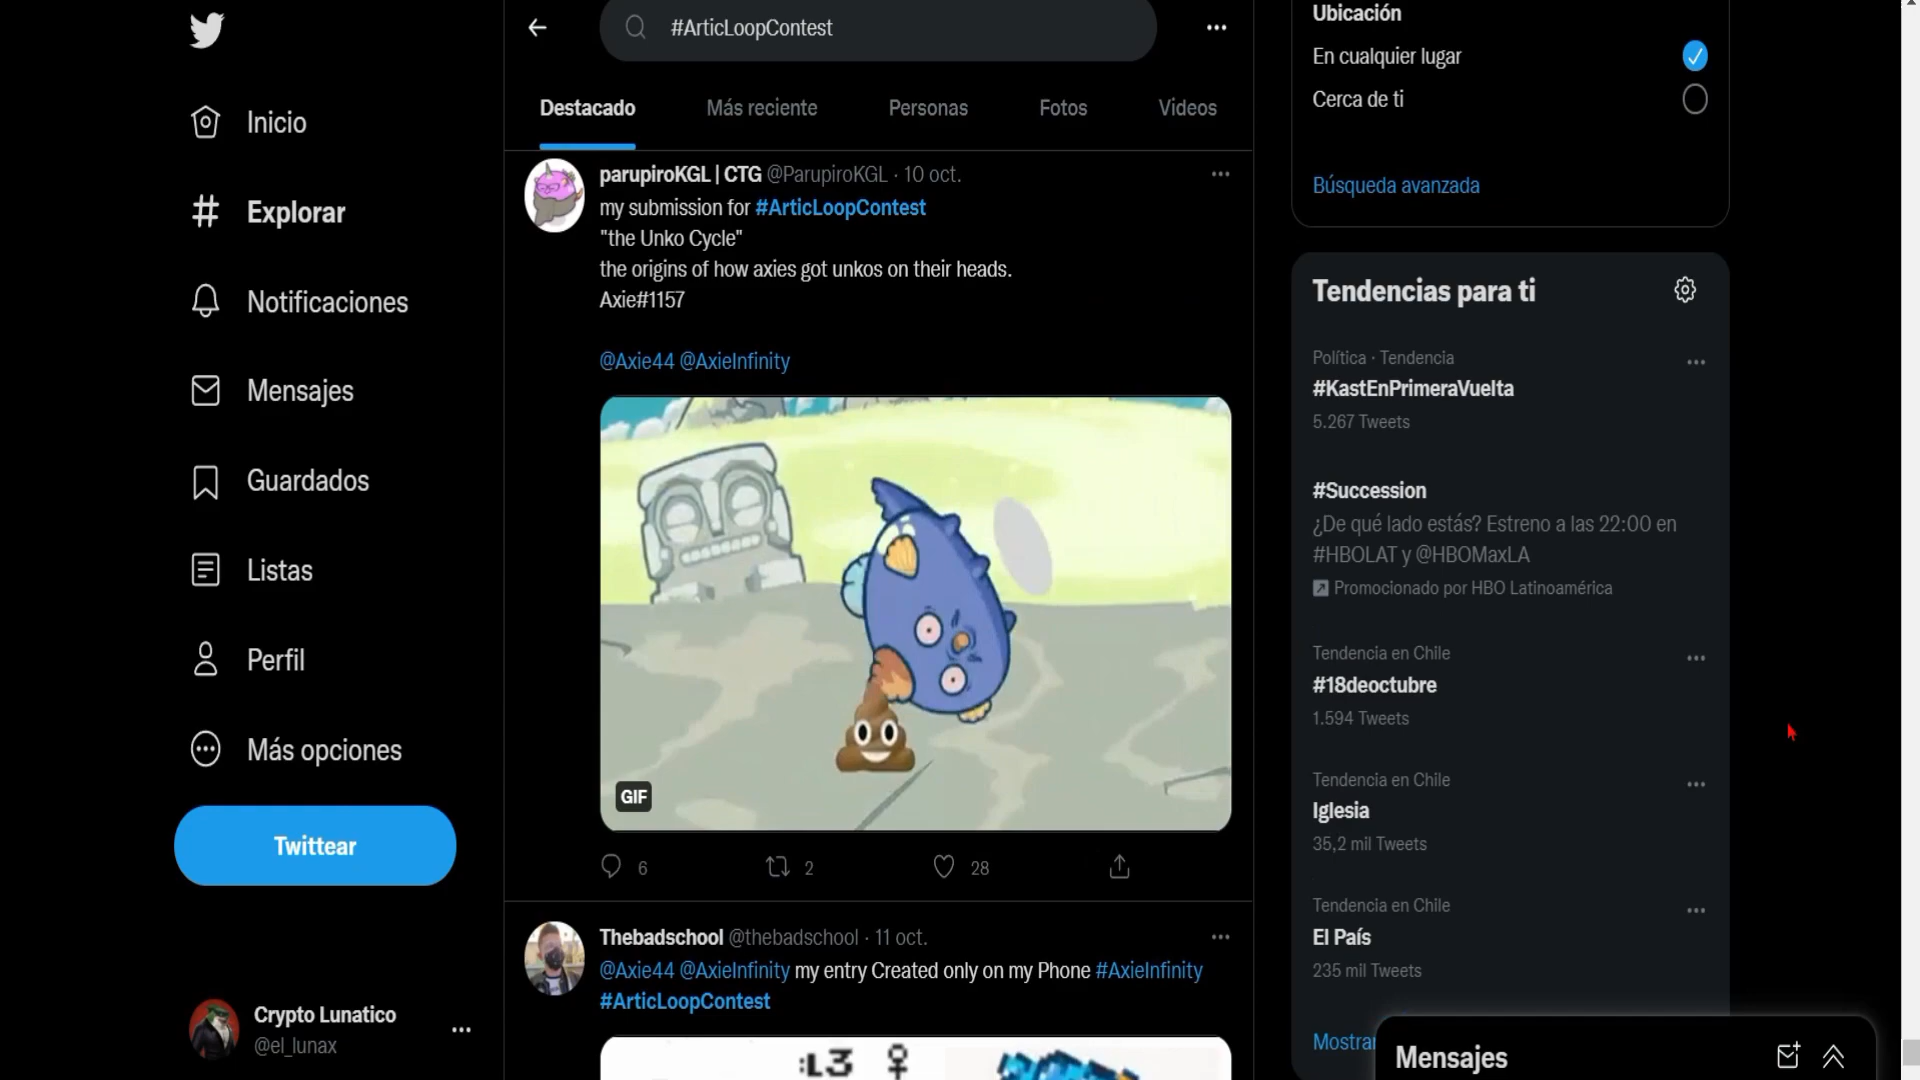 Inicio
Explorar
Notificaciones
Mensajes
Guardados
Listas
Perfil
Más opciones
Twittear
Crypto Lunatico
@el_lunax
#ArticLoopContest
Destacado Más reciente Personas Fotos Videos
parupiroKGL | CTG @ParupiroKGL · 10 oct.
my submission for #ArticLoopContest
"the Unko Cycle"
the origins of how axies got unkos on their heads.
Axie#1157
@Axie44 @AxieInfinity
GIF
6 2 28
Thebadschool @thebadschool · 11 oct.
@Axie44 @AxieInfinity my entry Created only on my Phone #AxieInfinity
#ArticLoopContest
:L3 ♀
Ubicación
En cualquier lugar
Cerca de ti
Búsqueda avanzada
Tendencias para ti
Política · Tendencia
#KastEnPrimeraVuelta
5.267 Tweets
#Succession
¿De qué lado estás? Estreno a las 22:00 en
#HBOLAT y @HBOMaxLA
Promocionado por HBO Latinoamérica
Tendencia en Chile
#18deoctubre
1.594 Tweets
Tendencia en Chile
Iglesia
35,2 mil Tweets
Tendencia en Chile
El País
235 mil Tweets
Mostrar
Mensajes